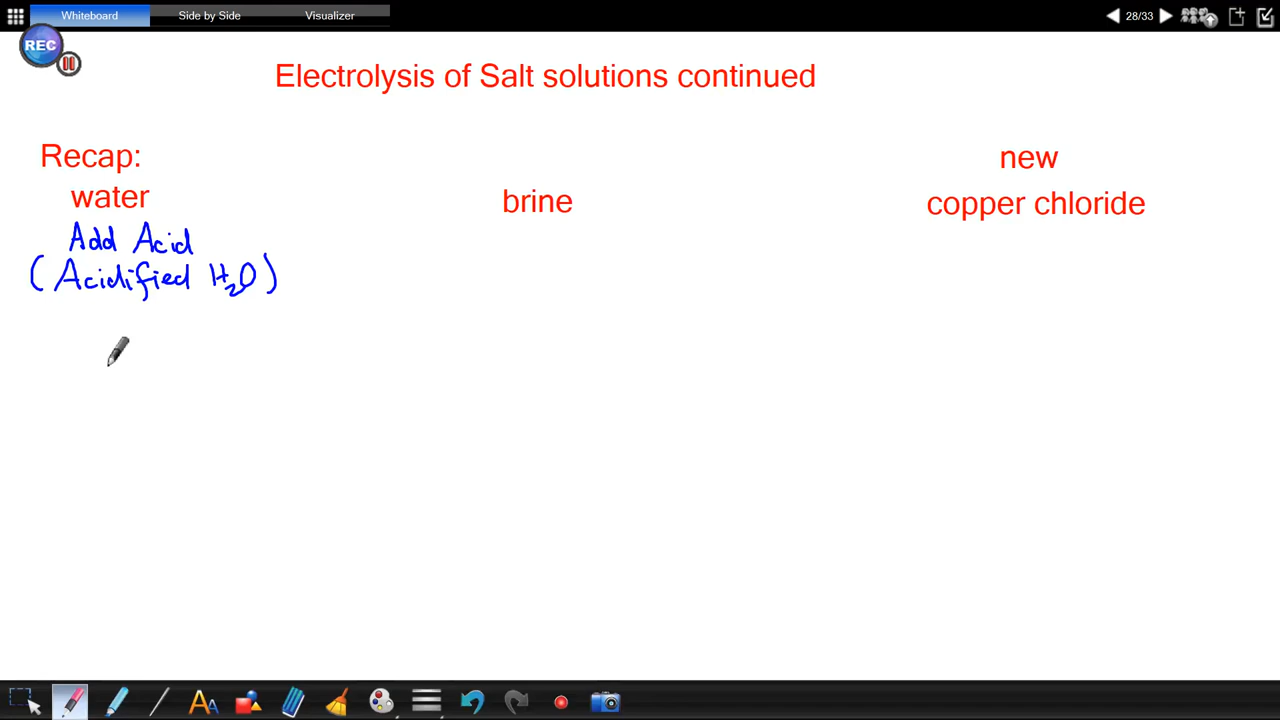 Whiteboard
Side by Side
Visualizer
28/33
REC
Electrolysis of Salt solutions continued
Recap:
new
water
brine
copper chloride
Add Acid
(Acidified H₂O)